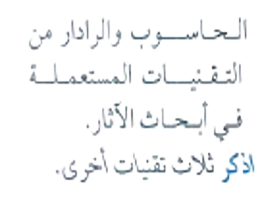 الحاسوب والرادار من
التقنيات المستعملة
في أبحاث الآثار.
اذكر ثلاث تقنيات أخرى.